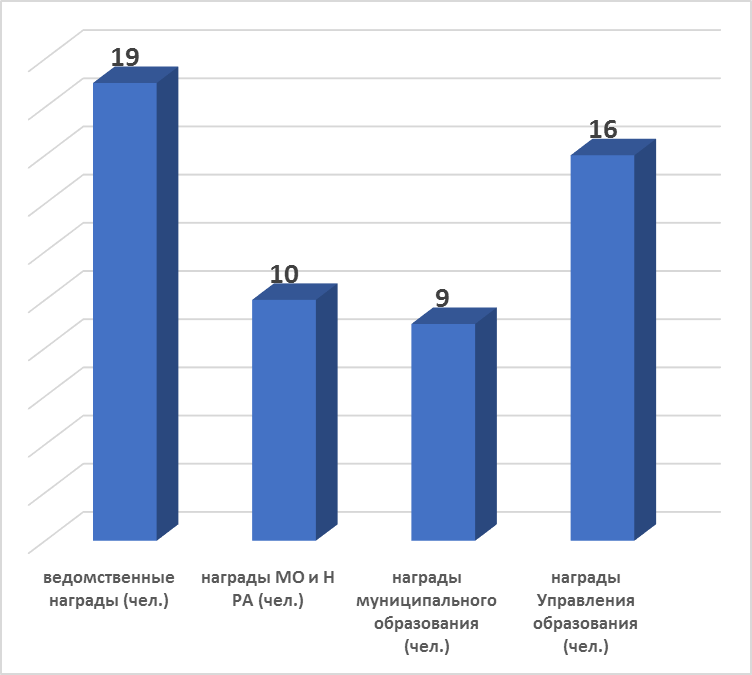 19
10
9
16
ведомственные
награды (чел.)
награды МО и Н
РА (чел.)
награды
муниципального
образования
(чел.)
награды
Управления
образования
(чел.)